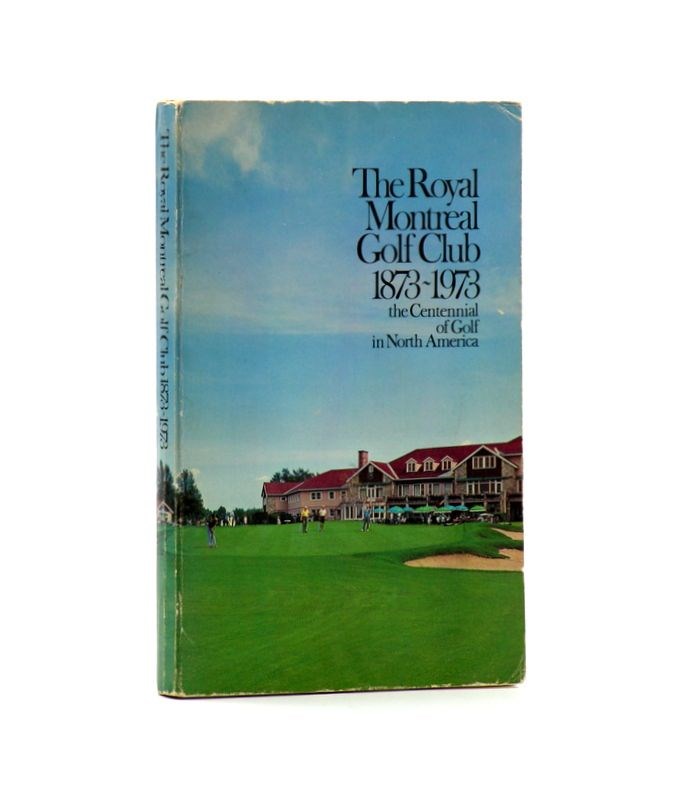 The Royal Montreal Golf Club 1873~1973
The Royal
Montreal
Golf Club
1873~1973
the Centennial
of Golf
in North America